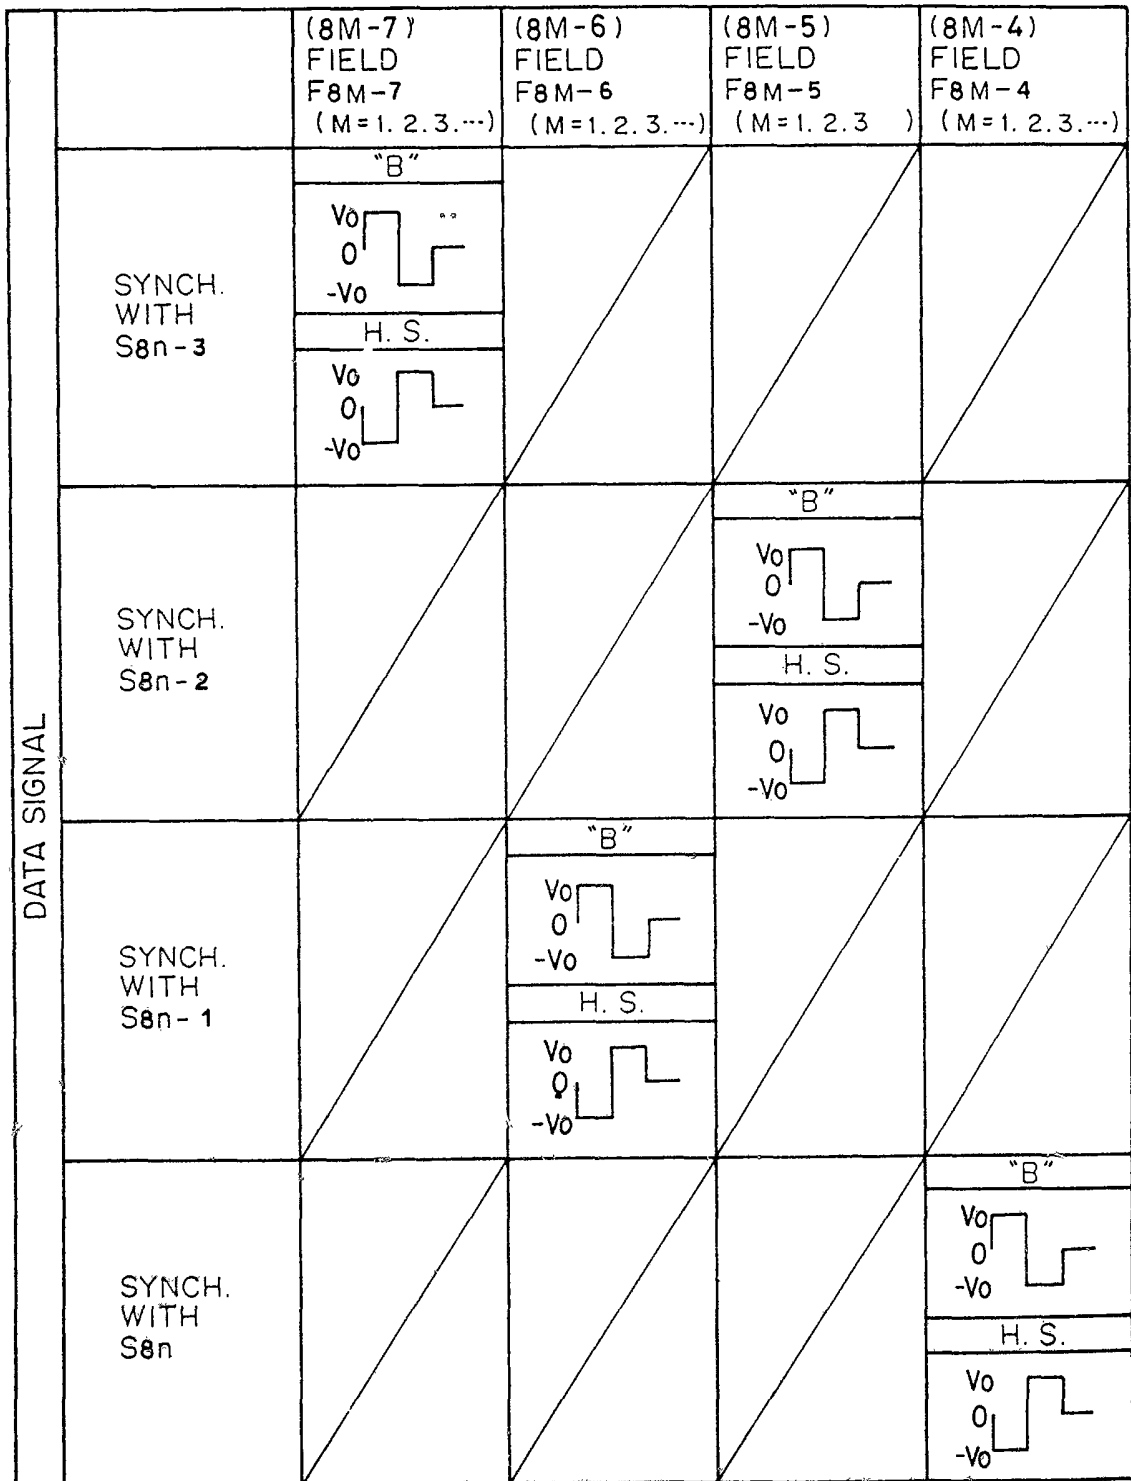 (8M-7)
FIELD
F8M-7
(M=1.2.3.…)
(8M-6)
FIELD
F8M-6
(M=1.2.3.…)
(8M-5)
FIELD
F8M-5
(M=1.2.3 )
(8M-4)
FIELD
F8M-4
(M=1.2.3.…)
DATA SIGNAL
SYNCH.
WITH
S8n-3
"B"
Vo
0
-Vo
H. S.
Vo
0
-Vo
SYNCH.
WITH
S8n-2
"B"
Vo
0
-Vo
H. S.
Vo
0
-Vo
SYNCH.
WITH
S8n-1
"B"
Vo
0
-Vo
H. S.
Vo
0
-Vo
SYNCH.
WITH
S8n
"B"
Vo
0
-Vo
H. S.
Vo
0
-Vo